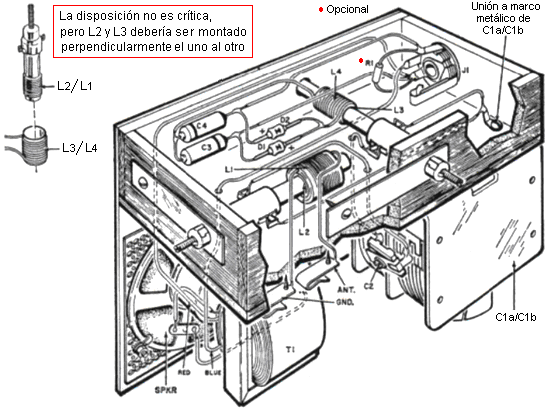 La disposición no es crítica,
pero L2 y L3 debería ser montado
perpendicularmente el uno al otro
• Opcional
Unión a marco
metálico de
C1a/C1b
L2/L1
L3/L4
R1
J1
L4
L3
C4
C3
D2
D1
+
+
L1
L2
ANT.
GND.
C2
C1a/C1b
T1
RED
BLUE
SPKR